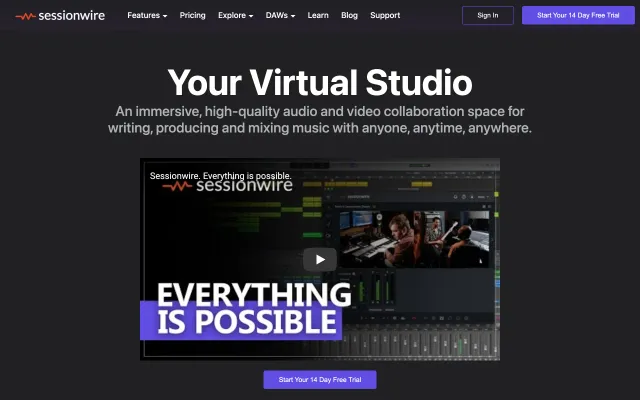 sessionwire
Features
Pricing
Explore
DAWs
Learn
Blog
Support
Sign In
Start Your 14 Day Free Trial
Your Virtual Studio
An immersive, high-quality audio and video collaboration space for
writing, producing and mixing music with anyone, anytime, anywhere.
Sessionwire. Everything is possible.
sessionwire
EVERYTHING
IS POSSIBLE
Start Your 14 Day Free Trial